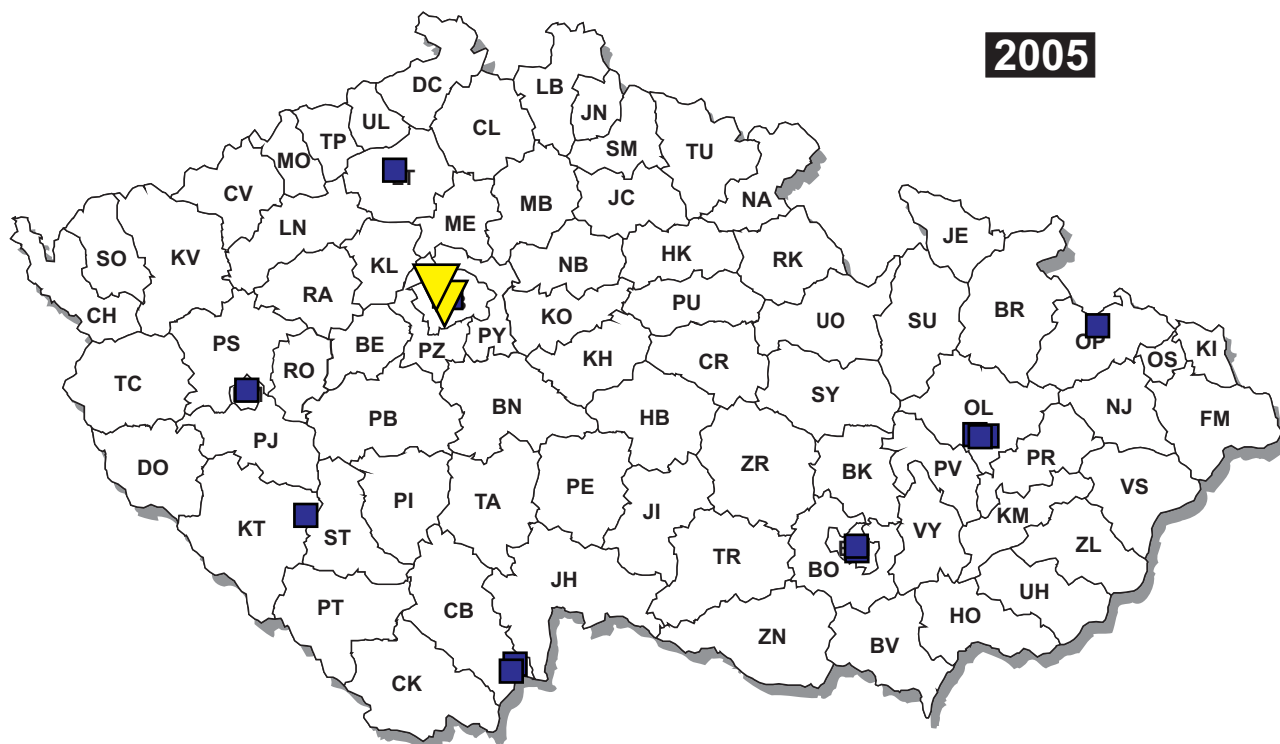 2005
DC
LB
JN
UL
CL
TP
SM
TU
MO
CV
MB
JC
NA
ME
LN
JE
SO
KV
KL
NB
HK
RK
RA
PU
KO
UO
SU
BR
CH
PS
BE
PZ
PY
OP
OS
KI
TC
RO
KH
CR
SY
PB
BN
HB
OL
NJ
FM
PJ
DO
ZR
BK
PV
PR
VS
KT
ST
PI
TA
PE
JI
VY
KM
ZL
TR
BO
JH
PT
CB
UH
ZN
HO
BV
CK